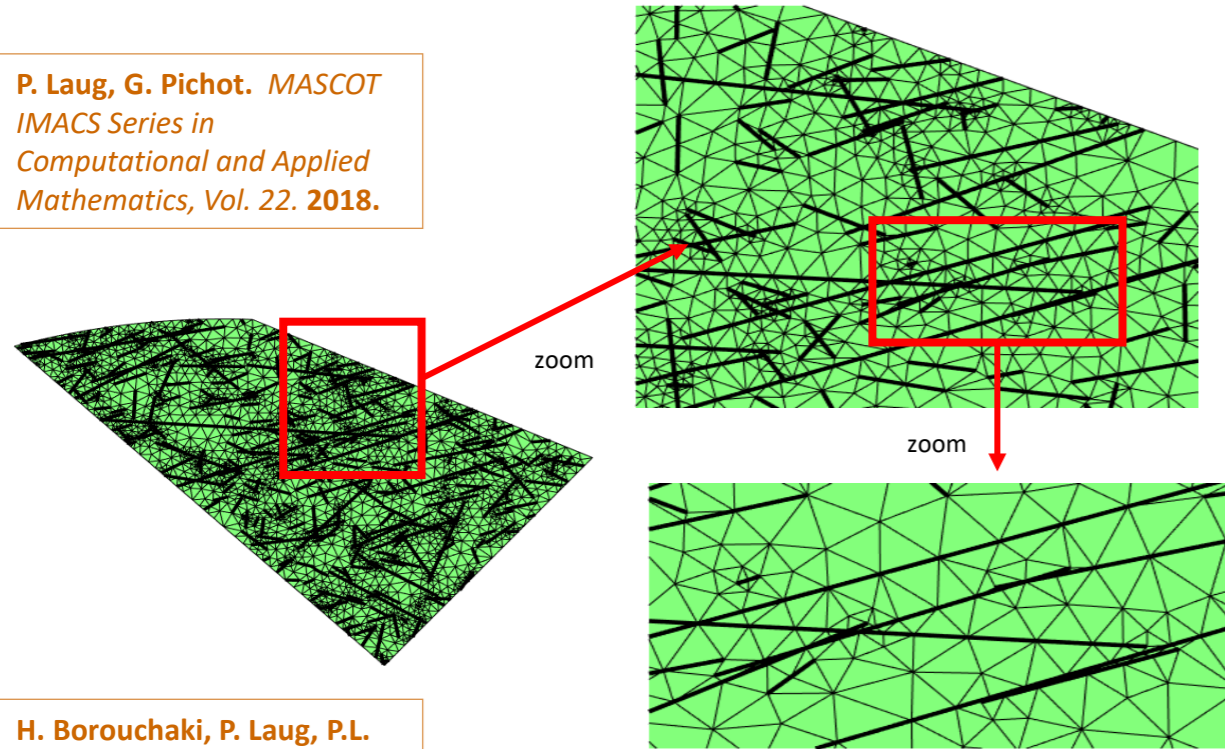 P. Laug, G. Pichot. MASCOT
IMACS Series in
Computational and Applied
Mathematics, Vol. 22. 2018.
zoom
zoom
H. Borouchaki, P. Laug, P.L.